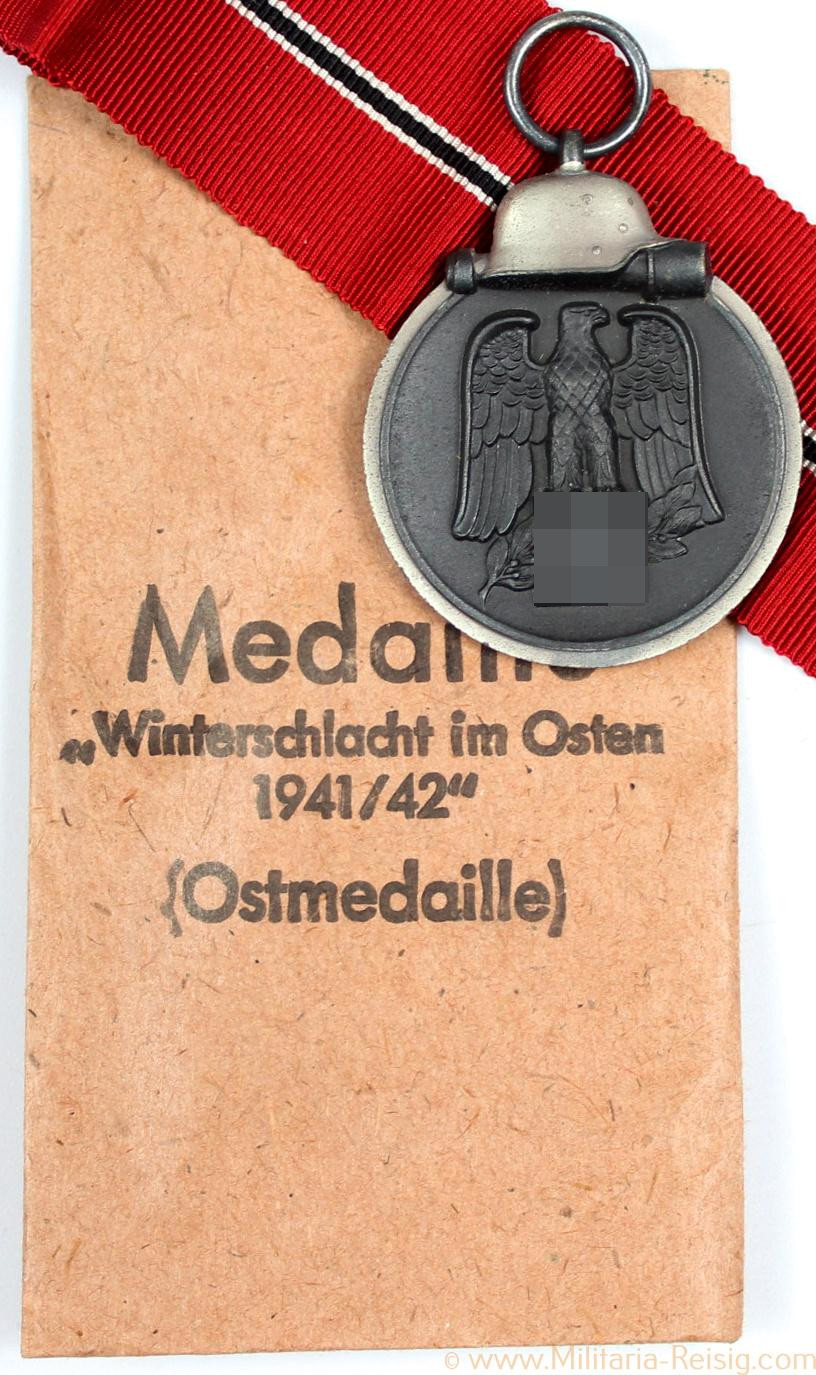 Medaille
„Winterschlacht im Osten
1941/42“
(Ostmedaille)
© www.Militaria-Reisig.com